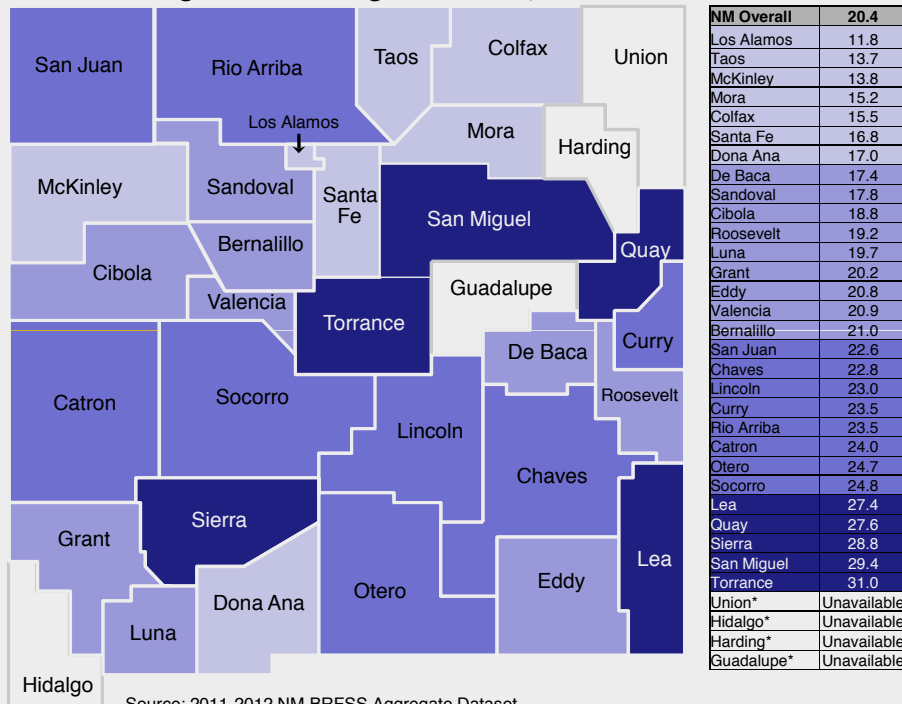 San Juan
Rio Arriba
Taos
Colfax
Union
Los Alamos
Mora
Harding
McKinley
Sandoval
Santa
Fe
San Miguel
Bernalillo
Quay
Cibola
Guadalupe
Valencia
Torrance
De Baca
Curry
Catron
Socorro
Roosevelt
Lincoln
Chaves
Sierra
Grant
Lea
Otero
Eddy
Dona Ana
Luna
Hidalgo
Source: 2011-2012 NM BRFSS Aggregate Dataset
NM Overall 20.4
Los Alamos 11.8
Taos 13.7
McKinley 13.8
Mora 15.2
Colfax 15.5
Santa Fe 16.8
Dona Ana 17.0
De Baca 17.4
Sandoval 17.8
Cibola 18.8
Roosevelt 19.2
Luna 19.7
Grant 20.2
Eddy 20.8
Valencia 20.9
Bernalillo 21.0
San Juan 22.6
Chaves 22.8
Lincoln 23.0
Curry 23.5
Rio Arriba 23.5
Catron 24.0
Otero 24.7
Socorro 24.8
Lea 27.4
Quay 27.6
Sierra 28.8
San Miguel 29.4
Torrance 31.0
Union* Unavailable
Hidalgo* Unavailable
Harding* Unavailable
Guadalupe* Unavailable